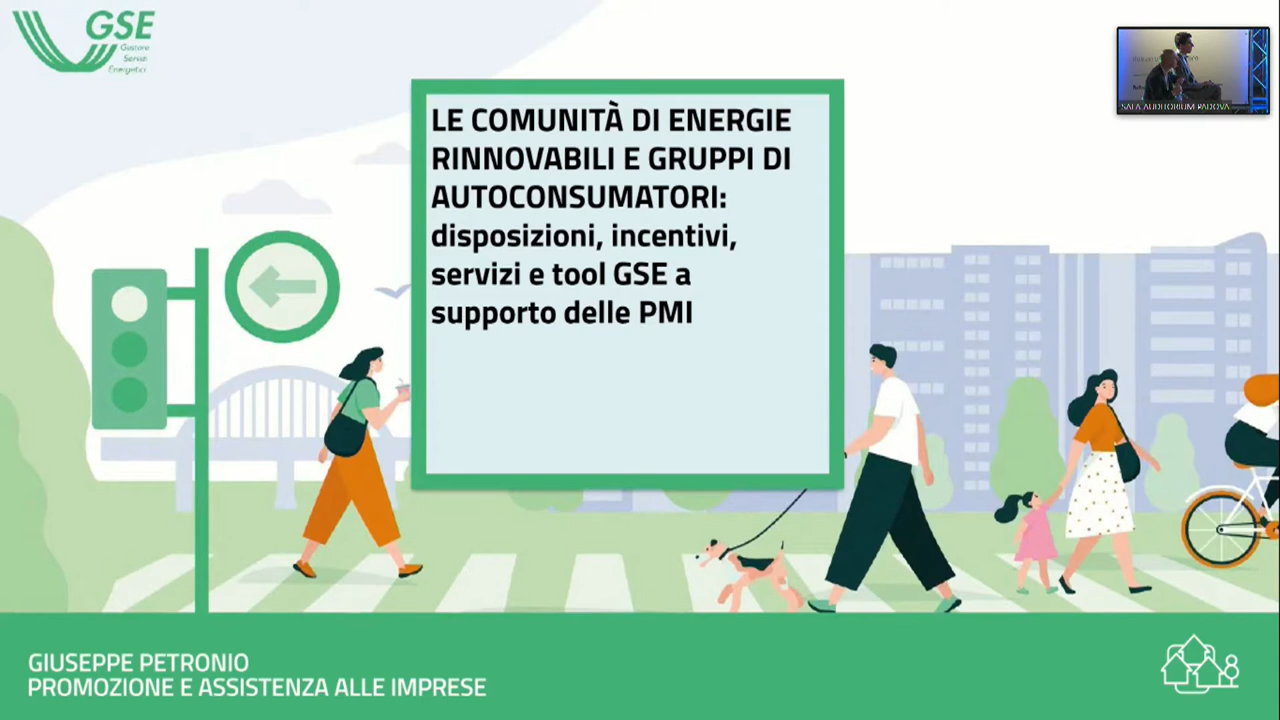 GSE
Gestore
Servizi
Energetici
SALA AUDITORIUM PADOVA
LE COMUNITÀ DI ENERGIE
RINNOVABILI E GRUPPI DI
AUTOCONSUMATORI:
disposizioni, incentivi,
servizi e tool GSE a
supporto delle PMI
GIUSEPPE PETRONIO
PROMOZIONE E ASSISTENZA ALLE IMPRESE